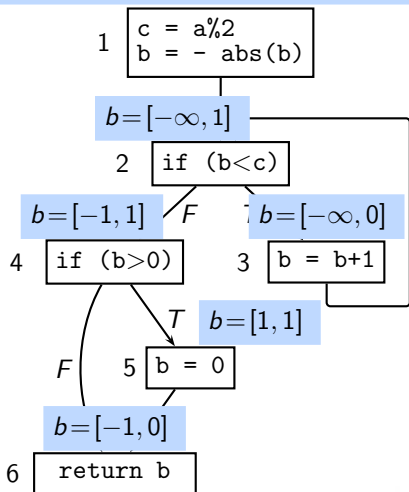 1
c = a%2
b = - abs(b)
b=[−∞, 1]
2
if (b<c)
F
b=[−1, 1]
b=[−∞, 0]
4
if (b>0)
3
b = b+1
T
b=[1, 1]
F
5
b = 0
b=[−1, 0]
6
return b